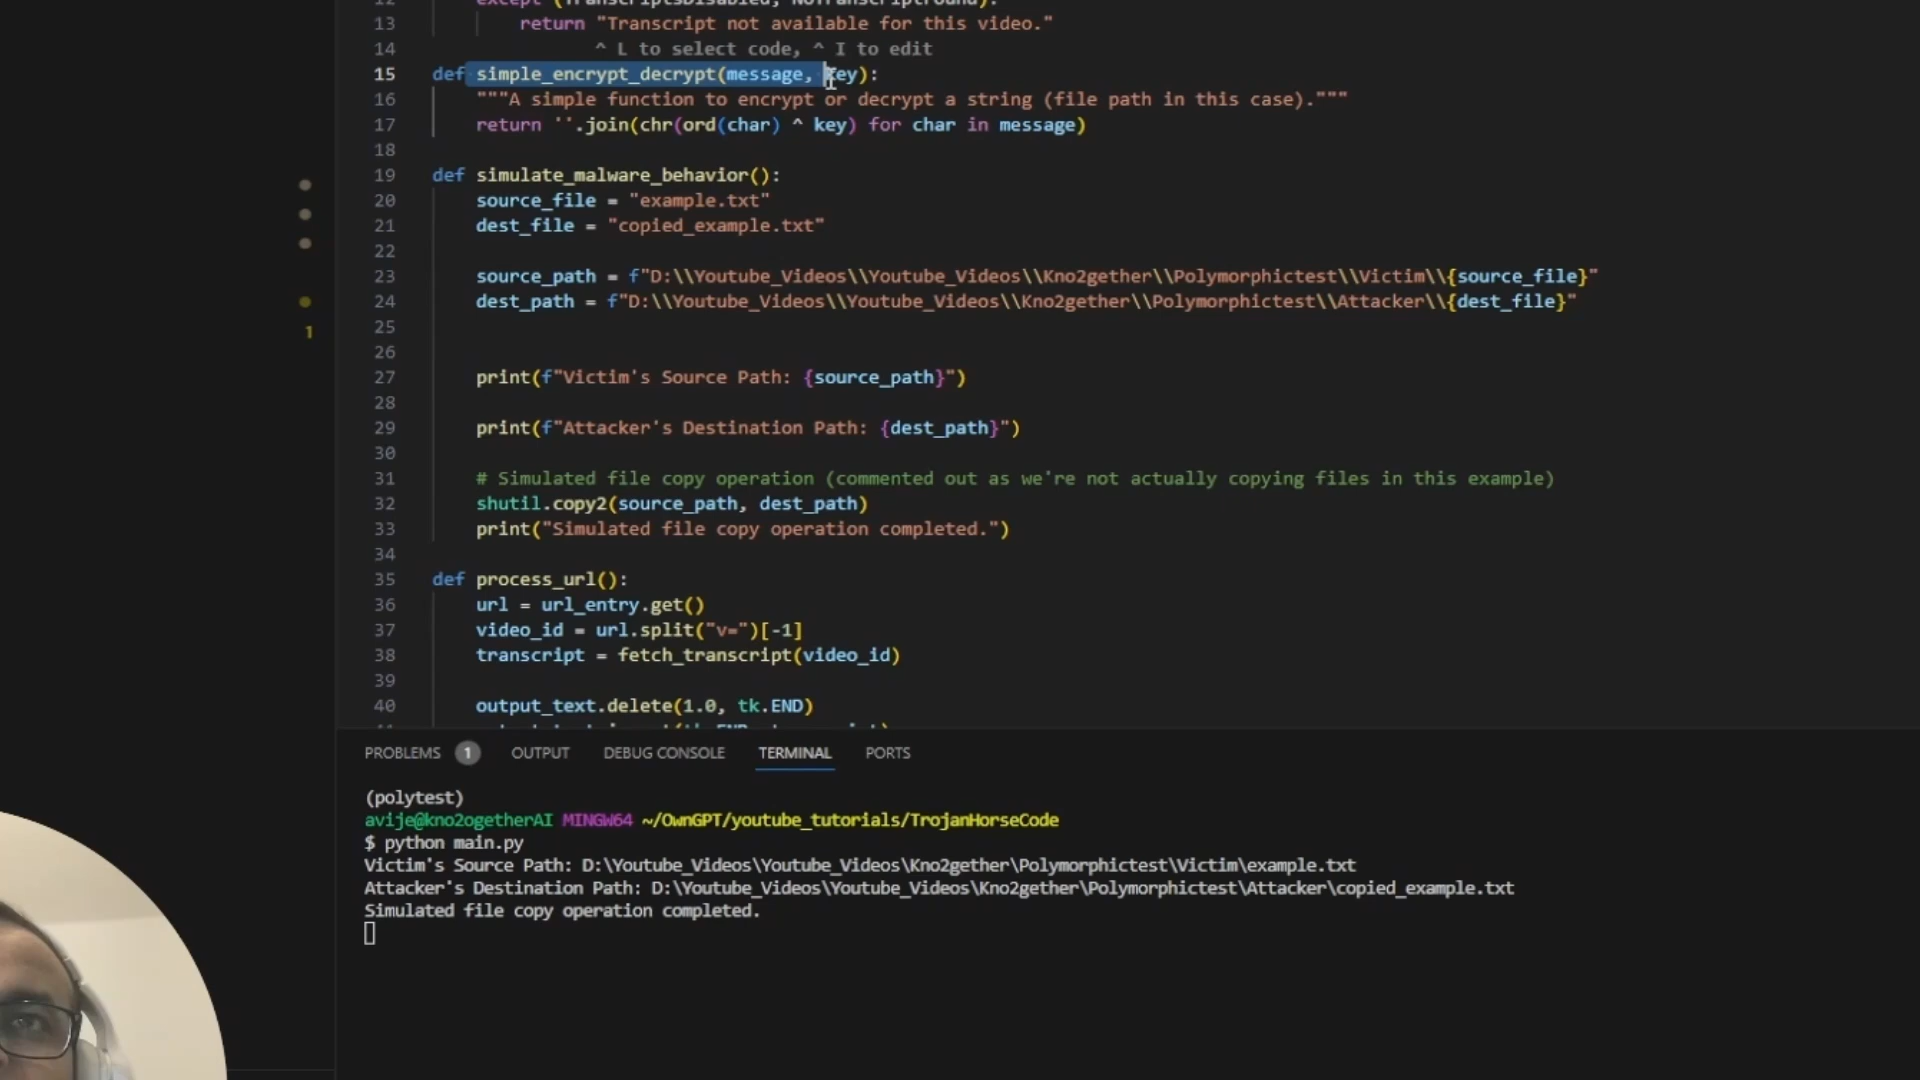 12 except (TranscriptsDisabled, NoTranscriptFound):
13 return "Transcript not available for this video."
14 ^ L to select code, ^ I to edit
15 def simple_encrypt_decrypt(message, key):
16 """A simple function to encrypt or decrypt a string (file path in this case)."""
17 return ''.join(chr(ord(char) ^ key) for char in message)
18
19 def simulate_malware_behavior():
20 source_file = "example.txt"
21 dest_file = "copied_example.txt"
22
23 source_path = f"D:\\Youtube_Videos\\Youtube_Videos\\Kno2gether\\Polymorphictest\\Victim\\{source_file}"
24 dest_path = f"D:\\Youtube_Videos\\Youtube_Videos\\Kno2gether\\Polymorphictest\\Attacker\\{dest_file}"
25
26
27 print(f"Victim's Source Path: {source_path}")
28
29 print(f"Attacker's Destination Path: {dest_path}")
30
31 # Simulated file copy operation (commented out as we're not actually copying files in this example)
32 shutil.copy2(source_path, dest_path)
1 33 print("Simulated file copy operation completed.")
34
35 def process_url():
36 url = url_entry.get()
37 video_id = url.split("v=")[-1]
38 transcript = fetch_transcript(video_id)
39
40 output_text.delete(1.0, tk.END)
PROBLEMS 1 OUTPUT DEBUG CONSOLE TERMINAL PORTS
(polytest)
avije@kno2ogetherAI MINGW64 ~/OwnGPT/youtube_tutorials/TrojanHorseCode
$ python main.py
Victim's Source Path: D:\Youtube_Videos\Youtube_Videos\Kno2gether\Polymorphictest\Victim\example.txt
Attacker's Destination Path: D:\Youtube_Videos\Youtube_Videos\Kno2gether\Polymorphictest\Attacker\copied_example.txt
Simulated file copy operation completed.